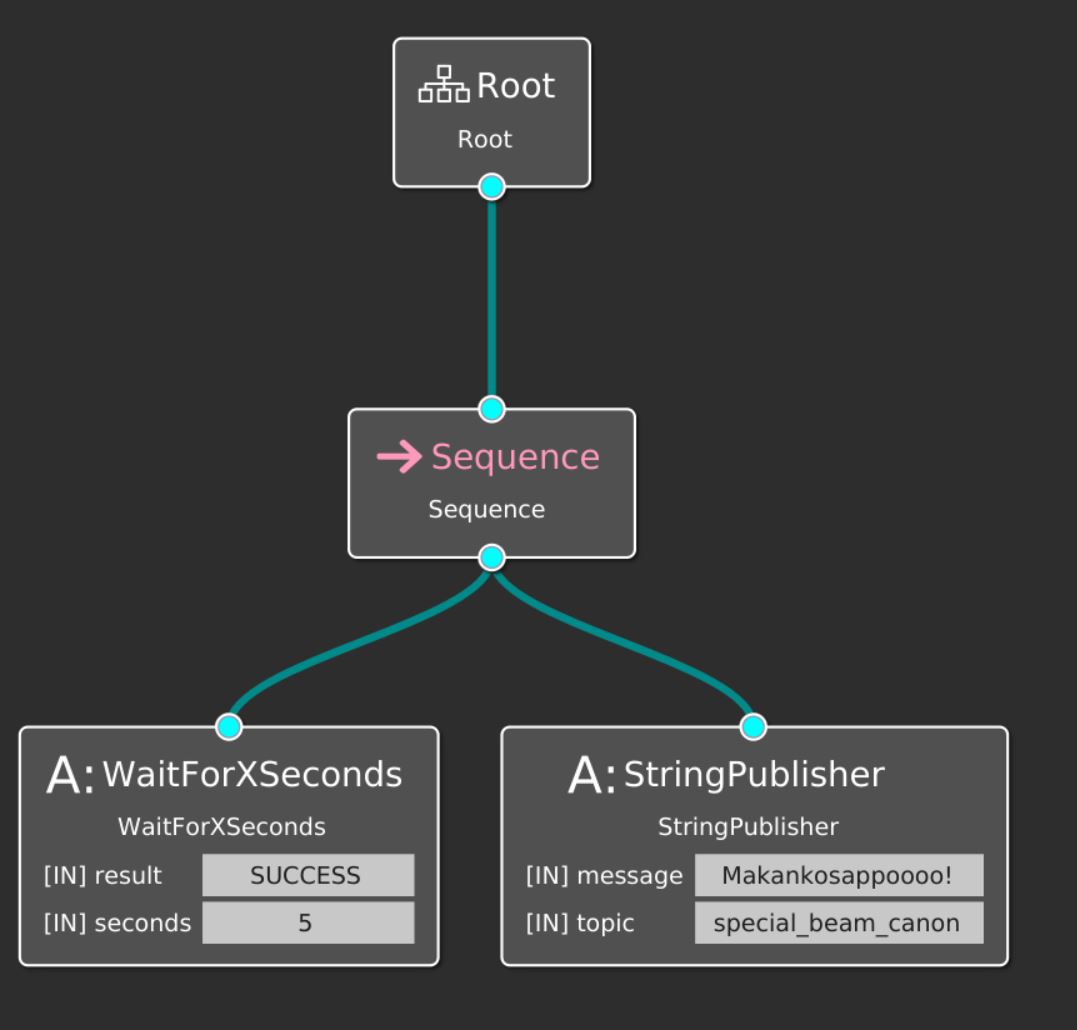 Root
Root
Sequence
Sequence
A: WaitForXSeconds
WaitForXSeconds
[IN] result SUCCESS
[IN] seconds 5
A: StringPublisher
StringPublisher
[IN] message Makankosappoooo!
[IN] topic special_beam_canon